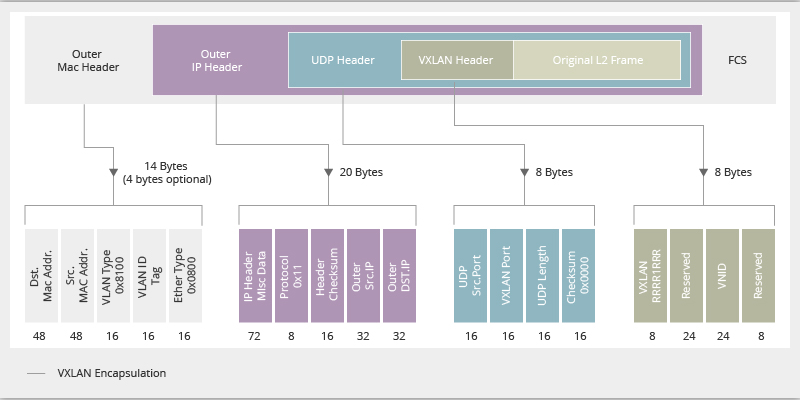 Outer
Mac Header
Outer
IP Header
UDP Header
VXLAN Header
Original L2 Frame
FCS
14 Bytes
(4 bytes optional)
20 Bytes
8 Bytes
8 Bytes
Dst.
Mac Addr.
Src.
MAC Addr.
VLAN Type
0x8100
VLAN ID
Tag
Ether Type
0x0800
IP Header
Misc Data
Protocol
0x11
Header
Checksum
Outer
Src.IP
Outer
DST.IP
UDP
Src.Port
VXLAN Port
UDP Length
Checksum
0x0000
VXLAN
RRRR1RRR
Reserved
VNID
Reserved
48
48
16
16
16
72
8
16
32
32
16
16
16
16
8
24
24
8
VXLAN Encapsulation